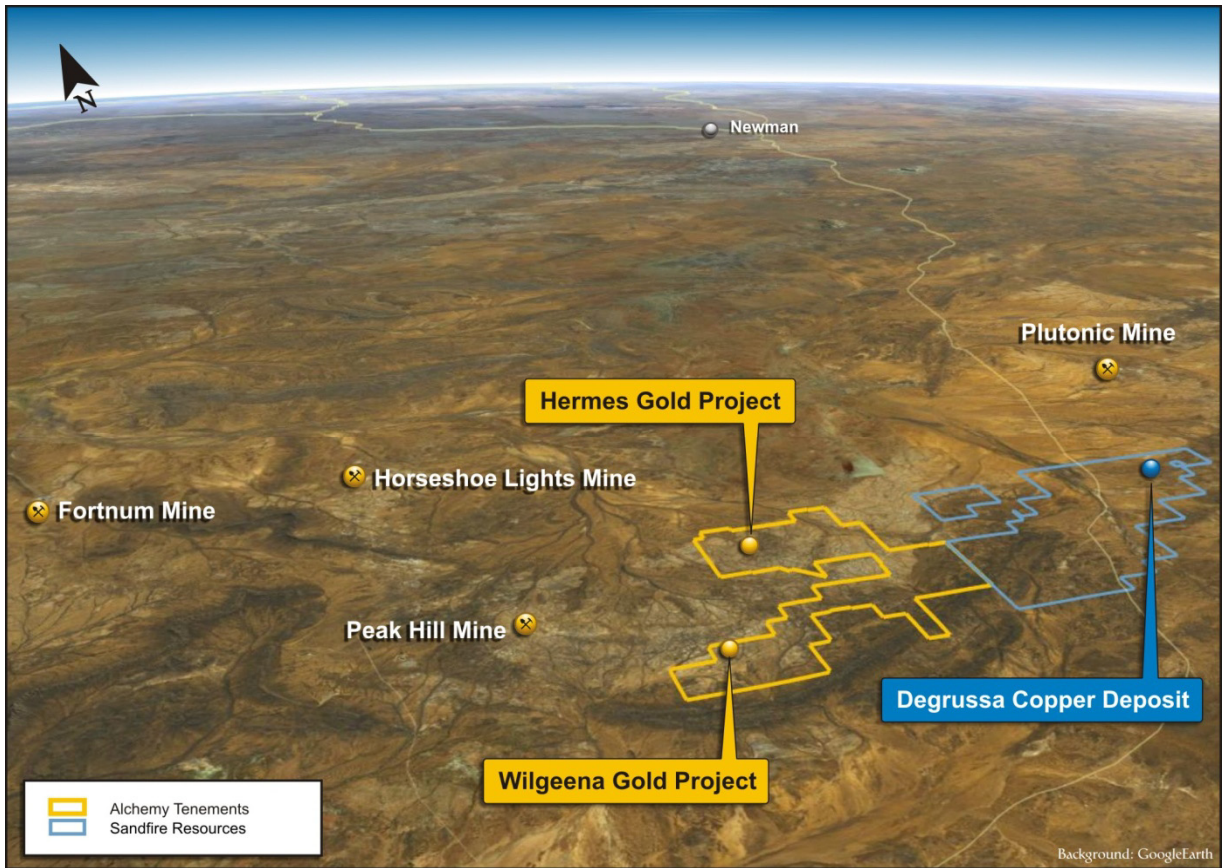 N
Newman
Plutonic Mine
Hermes Gold Project
Horseshoe Lights Mine
Fortnum Mine
Peak Hill Mine
Degrussa Copper Deposit
Wilgeena Gold Project
Alchemy Tenements
Sandfire Resources
Background: GoogleEarth